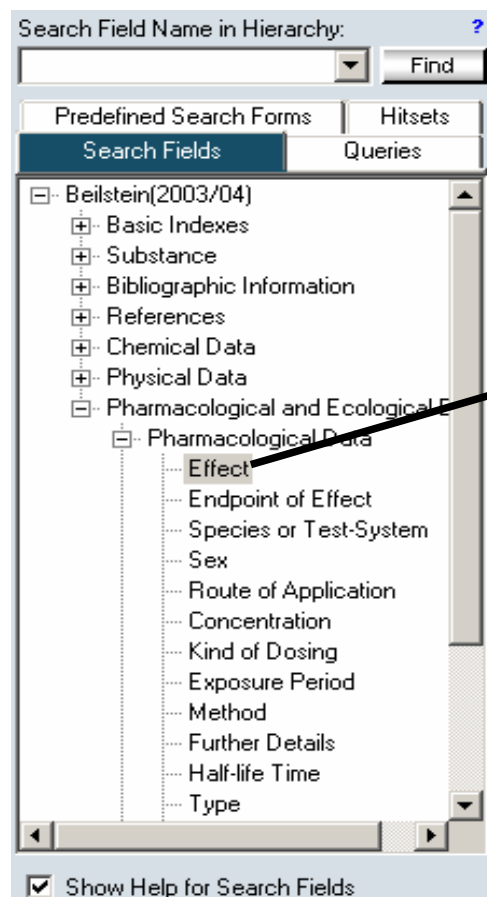 Search Field Name in Hierarchy: ?
Find
Predefined Search Forms Hitsets
Search Fields Queries
Beilstein(2003/04)
Basic Indexes
Substance
Bibliographic Information
References
Chemical Data
Physical Data
Pharmacological and Ecological
Pharmacological Data
Effect
Endpoint of Effect
Species or Test-System
Sex
Route of Application
Concentration
Kind of Dosing
Exposure Period
Method
Further Details
Half-life Time
Type
Show Help for Search Fields